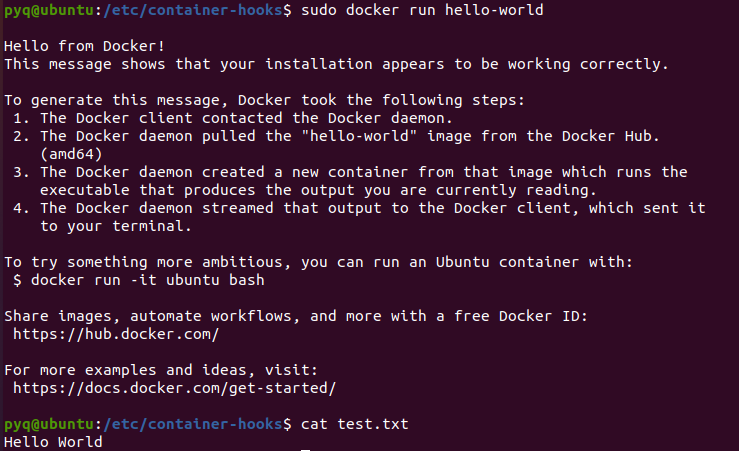 pyq@ubuntu:/etc/container-hooks$ sudo docker run hello-world

Hello from Docker!
This message shows that your installation appears to be working correctly.

To generate this message, Docker took the following steps:
 1. The Docker client contacted the Docker daemon.
 2. The Docker daemon pulled the "hello-world" image from the Docker Hub.
    (amd64)
 3. The Docker daemon created a new container from that image which runs the
    executable that produces the output you are currently reading.
 4. The Docker daemon streamed that output to the Docker client, which sent it
    to your terminal.

To try something more ambitious, you can run an Ubuntu container with:
 $ docker run -it ubuntu bash

Share images, automate workflows, and more with a free Docker ID:
 https://hub.docker.com/

For more examples and ideas, visit:
 https://docs.docker.com/get-started/

pyq@ubuntu:/etc/container-hooks$ cat test.txt
Hello World